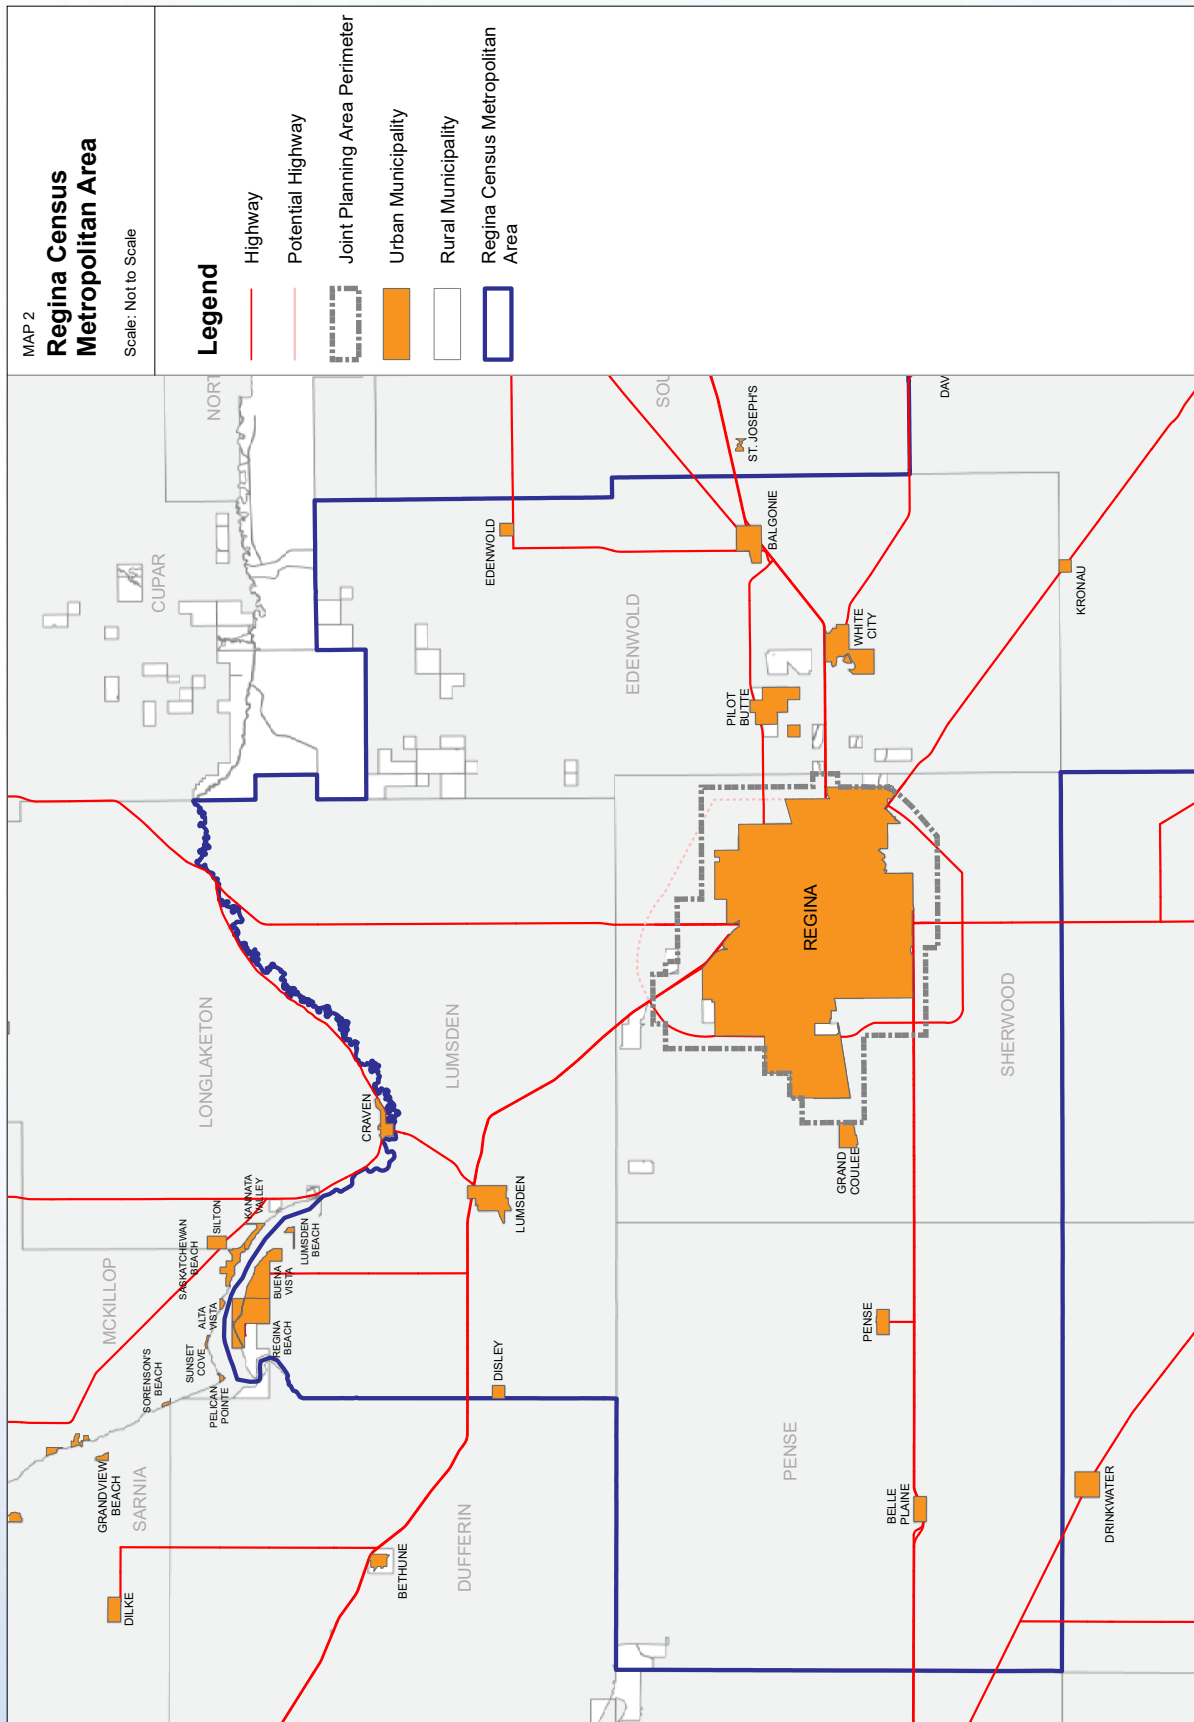 MAP 2
Regina Census
Metropolitan Area
Scale: Not to Scale
Legend
Highway
Potential Highway
Joint Planning Area Perimeter
Urban Municipality
Rural Municipality
Regina Census Metropolitan
Area
NORT
CUPAR
SOU
DAV
ST. JOSEPH'S
EDENWOLD
BALGONIE
EDENWOLD
KRONAU
WHITE
CITY
PILOT
BUTTE
REGINA
SHERWOOD
LONGLAKETON
LUMSDEN
CRAVEN
GRAND
COULEE
LUMSDEN
KANNATA
VALLEY
SILTON
SASKATCHEWAN
BEACH
LUMSDEN
BEACH
BUENA
VISTA
ALTA
VISTA
MCKILLOP
REGINA
BEACH
SUNSET
COVE
PELICAN
POINTE
SORENSON'S
BEACH
DISLEY
PENSE
PENSE
GRANDVIEW
BEACH
SARNIA
BELLE
PLAINE
DRINKWATER
DUFFERIN
BETHUNE
DILKE